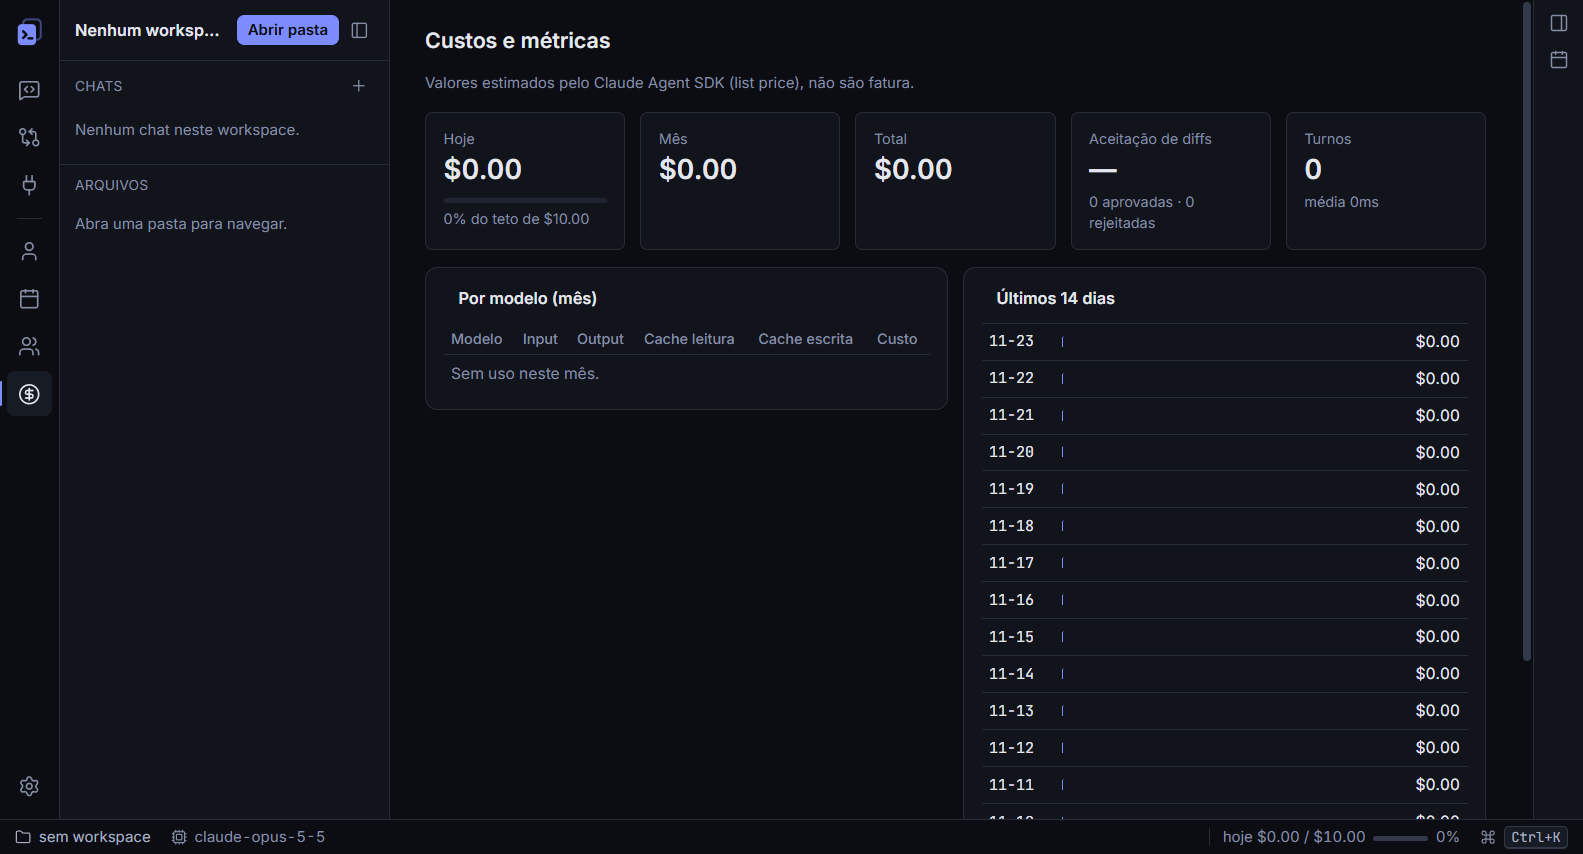 Nenhum worksp...
Abrir pasta
CHATS
Nenhum chat neste workspace.
ARQUIVOS
Abra uma pasta para navegar.
Custos e métricas
Valores estimados pelo Claude Agent SDK (list price), não são fatura.
Hoje
$0.00
0% do teto de $10.00
Mês
$0.00
Total
$0.00
Aceitação de diffs
—
0 aprovadas · 0
rejeitadas
Turnos
0
média 0ms
Por modelo (mês)
Modelo Input Output Cache leitura Cache escrita Custo
Sem uso neste mês.
Últimos 14 dias
11-23 $0.00
11-22 $0.00
11-21 $0.00
11-20 $0.00
11-19 $0.00
11-18 $0.00
11-17 $0.00
11-16 $0.00
11-15 $0.00
11-14 $0.00
11-13 $0.00
11-12 $0.00
11-11 $0.00
sem workspace
claude-opus-5-5
hoje $0.00 / $10.00 0%
Ctrl+K